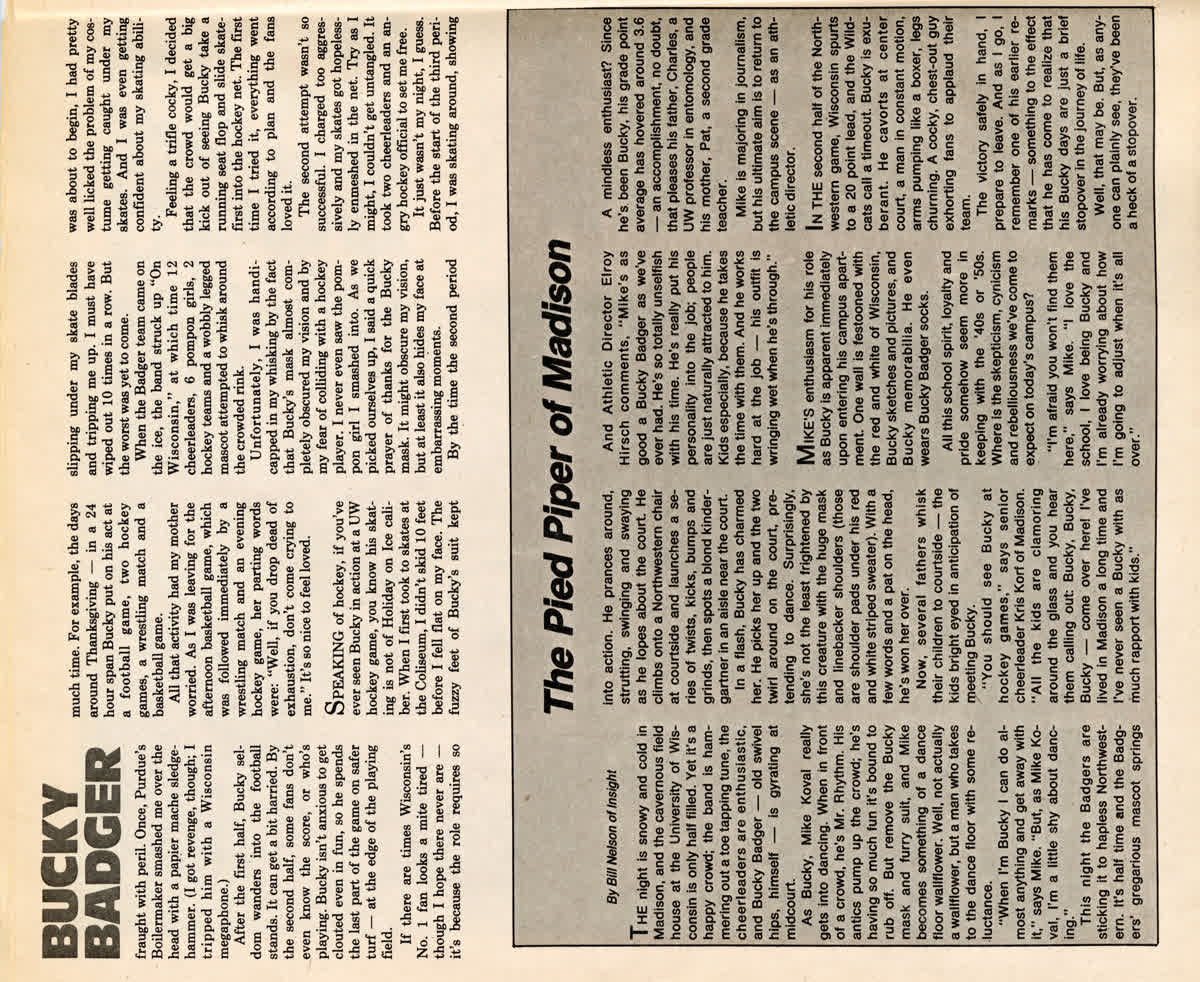 BUCKY
BADGER
fraught with peril. Once, Purdue's
Boilermaker smashed me over the
head with a papier mache sledge-
hammer. (I got revenge, though; I
tripped him with a Wisconsin
megaphone.)
After the first half, Bucky sel-
dom wanders into the football
stands. It can get a bit harried. By
the second half, some fans don't
even know the score, or who's
playing. Bucky isn't anxious to get
clouted even in fun, so he spends
the last part of the game on safer
turf — at the edge of the playing
field.
If there are times Wisconsin's
No. 1 fan looks a mite tired —
though I hope there never are —
it's because the role requires so
much time. For example, the days
around Thanksgiving — in a 24
hour span Bucky put on his act at
a football game, two hockey
games, a wrestling match and a
basketball game.
All that activity had my mother
worried. As I was leaving for the
afternoon basketball game, which
was followed immediately by a
wrestling match and an evening
hockey game, her parting words
were: "Well, if you drop dead of
exhaustion, don't come crying to
me." It's so nice to feel loved.
SPEAKING of hockey, if you've
ever seen Bucky in action at a UW
hockey game, you know his skat-
ing is not of Holiday on Ice cali-
ber. When I first took to skates at
the Coliseum, I didn't skid 10 feet
before I fell flat on my face. The
fuzzy feet of Bucky's suit kept
slipping under my skate blades
and tripping me up. I must have
wiped out 10 times in a row. But
the worst was yet to come.
When the Badger team came on
the ice, the band struck up "On
Wisconsin," at which time 12
cheerleaders, 6 pompon girls, 2
hockey teams and a wobbly legged
mascot attempted to whisk around
the crowded rink.
Unfortunately, I was handi-
capped in my whisking by the fact
that Bucky's mask almost com-
pletely obscured my vision and by
my fear of colliding with a hockey
player. I never even saw the pom-
pon girl I smashed into. As we
picked ourselves up, I said a quick
prayer of thanks for the Bucky
mask. It might obscure my vision,
but at least it also hides my face at
embarrassing moments.
By the time the second period
was about to begin, I had pretty
well licked the problem of my cos-
tume getting caught under my
skates. And I was even getting
confident about my skating abili-
ty.
Feeling a trifle cocky, I decided
that the crowd would get a big
kick out of seeing Bucky take a
running seat flop and slide skate-
first into the hockey net. The first
time I tried it, everything went
according to plan and the fans
loved it.
The second attempt wasn't so
successful. I charged too aggres-
sively and my skates got hopeless-
ly enmeshed in the net. Try as I
might, I couldn't get untangled. It
took two cheerleaders and an an-
gry hockey official to set me free.
It just wasn't my night, I guess.
Before the start of the third peri-
od, I was skating around, showing
The Pied Piper of Madison
By Bill Nelson of Insight
THE night is snowy and cold in
Madison, and the cavernous field
house at the University of Wis-
consin is only half filled. Yet it's a
happy crowd; the band is ham-
mering out a toe tapping tune, the
cheerleaders are enthusiastic,
and Bucky Badger — old swivel
hips, himself — is gyrating at
midcourt.
As Bucky, Mike Koval really
gets into dancing. When in front
of a crowd, he's Mr. Rhythm. His
antics pump up the crowd; he's
having so much fun it's bound to
rub off. But remove the Bucky
mask and furry suit, and Mike
becomes something of a dance
floor wallflower. Well, not actually
a wallflower, but a man who takes
to the dance floor with some re-
luctance.
"When I'm Bucky I can do al-
most anything and get away with
it," says Mike. "But, as Mike Ko-
val, I'm a little shy about danc-
ing."
This night the Badgers are
sticking it to hapless Northwest-
ern. It's half time and the Badg-
ers' gregarious mascot springs
into action. He prances around,
strutting, swinging and swaying
as he lopes about the court. He
climbs onto a Northwestern chair
at courtside and launches a se-
ries of twists, kicks, bumps and
grinds, then spots a blond kinder-
gartner in an aisle near the court.
In a flash, Bucky has charmed
her. He picks her up and the two
twirl around on the court, pre-
tending to dance. Surprisingly,
she's not the least frightened by
this creature with the huge mask
and linebacker shoulders (those
are shoulder pads under his red
and white striped sweater). With a
few words and a pat on the head,
he's won her over.
Now, several fathers whisk
their children to courtside — the
kids bright eyed in anticipation of
meeting Bucky.
"You should see Bucky at
hockey games," says senior
cheerleader Kris Korf of Madison.
"All the kids are clamoring
around the glass and you hear
them calling out: Bucky, Bucky,
Bucky — come over here! I've
lived in Madison a long time and
I've never seen a Bucky with as
much rapport with kids."
And Athletic Director Elroy
Hirsch comments, "Mike's as
good a Bucky Badger as we've
ever had. He's so totally unselfish
with his time. He's really put his
personality into the job; people
are just naturally attracted to him.
Kids especially, because he takes
the time with them. And he works
hard at the job — his outfit is
wringing wet when he's through."
MIKE'S enthusiasm for his role
as Bucky is apparent immediately
upon entering his campus apart-
ment. One wall is festooned with
the red and white of Wisconsin,
Bucky sketches and pictures, and
Bucky memorabilia. He even
wears Bucky Badger socks.
All this school spirit, loyalty and
pride somehow seem more in
keeping with the '40s or '50s.
Where is the skepticism, cynicism
and rebelliousness we've come to
expect on today's campus?
"I'm afraid you won't find them
here," says Mike. "I love the
school, I love being Bucky and
I'm already worrying about how
I'm going to adjust when it's all
over."
A mindless enthusiast? Since
he's been Bucky, his grade point
average has hovered around 3.6
— an accomplishment, no doubt,
that pleases his father, Charles, a
UW professor in entomology, and
his mother, Pat, a second grade
teacher.
Mike is majoring in journalism,
but his ultimate aim is to return to
the campus scene — as an ath-
letic director.
IN THE second half of the North-
western game, Wisconsin spurts
to a 20 point lead, and the Wild-
cats call a timeout. Bucky is exu-
berant. He cavorts at center
court, a man in constant motion,
arms pumping like a boxer, legs
churning. A cocky, chest-out guy
exhorting fans to applaud their
team.
The victory safely in hand, I
prepare to leave. And as I go, I
remember one of his earlier re-
marks — something to the effect
that he has come to realize that
his Bucky days are just a brief
stopover in the journey of life.
Well, that may be. But, as any-
one can plainly see, they've been
a heck of a stopover.